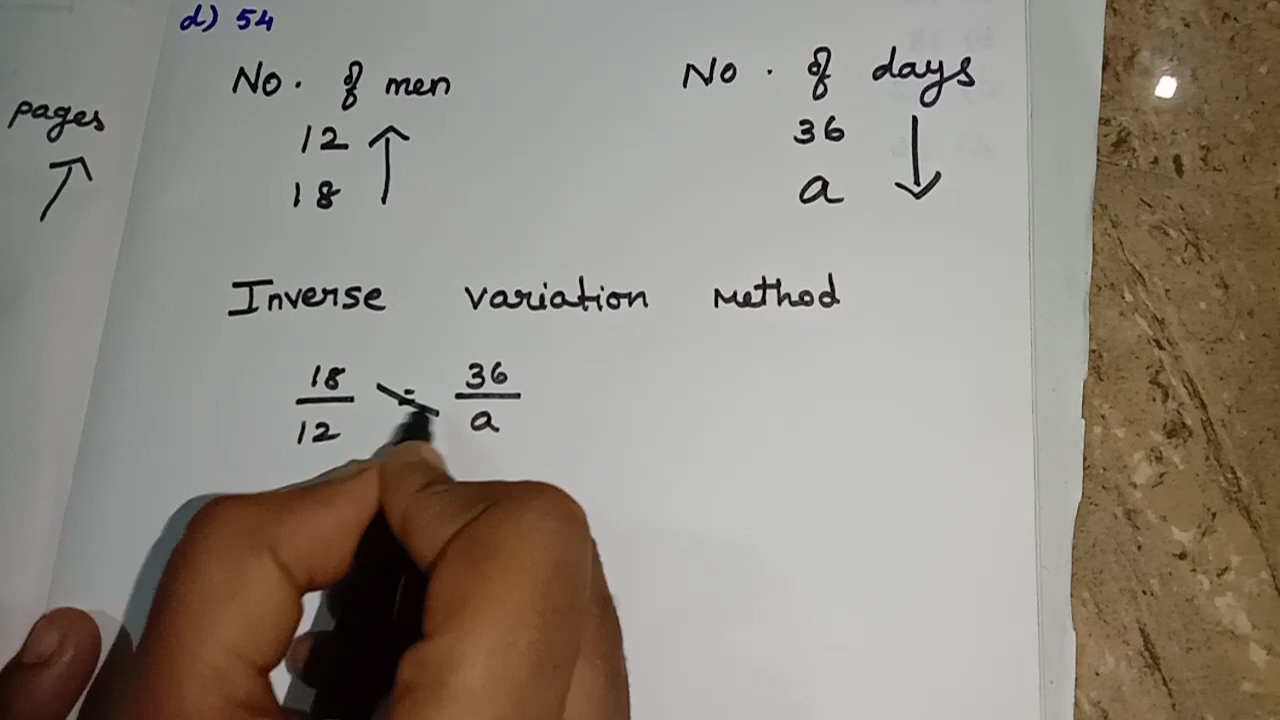 d) 54
pages
No. of men No. of days
12 36
18 a
Inverse variation method
18/12 = 36/a